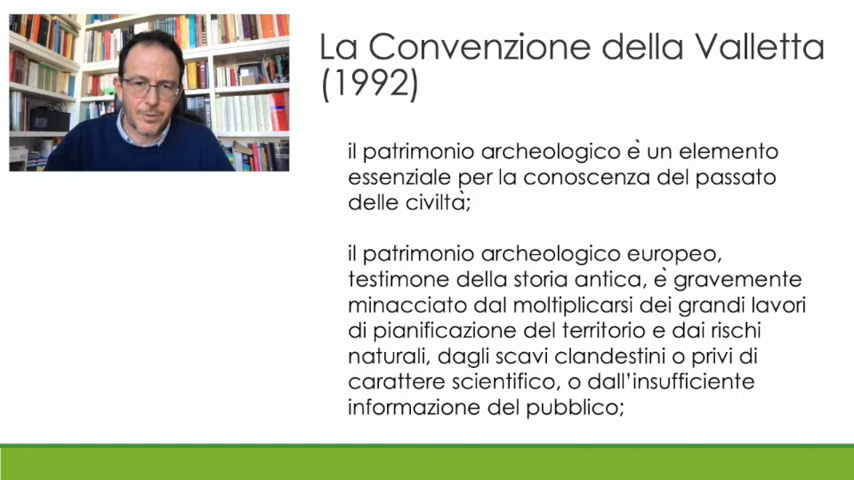 La Convenzione della Valletta
(1992)
il patrimonio archeologico è un elemento
essenziale per la conoscenza del passato
delle civiltà;
il patrimonio archeologico europeo,
testimone della storia antica, è gravemente
minacciato dal moltiplicarsi dei grandi lavori
di pianificazione del territorio e dai rischi
naturali, dagli scavi clandestini o privi di
carattere scientifico, o dall'insufficiente
informazione del pubblico;